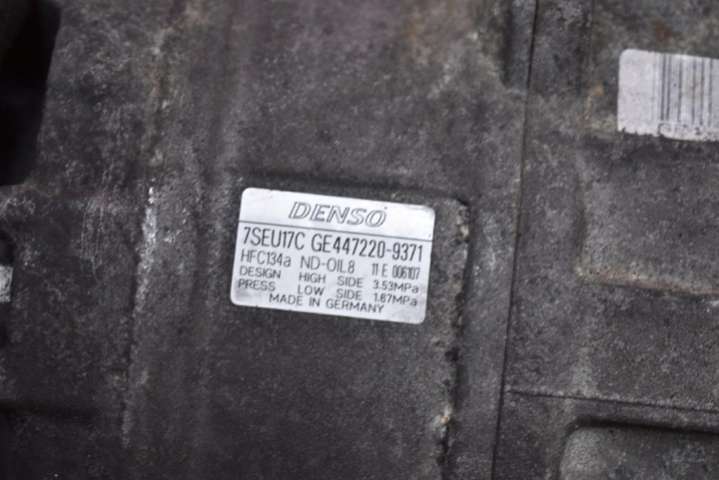 DENSO
7SEU17C GE447220-9371
HFC134a ND-OIL8 11 E 006107
DESIGN HIGH SIDE 3.53MPa
PRESS LOW SIDE 1.67MPa
MADE IN GERMANY